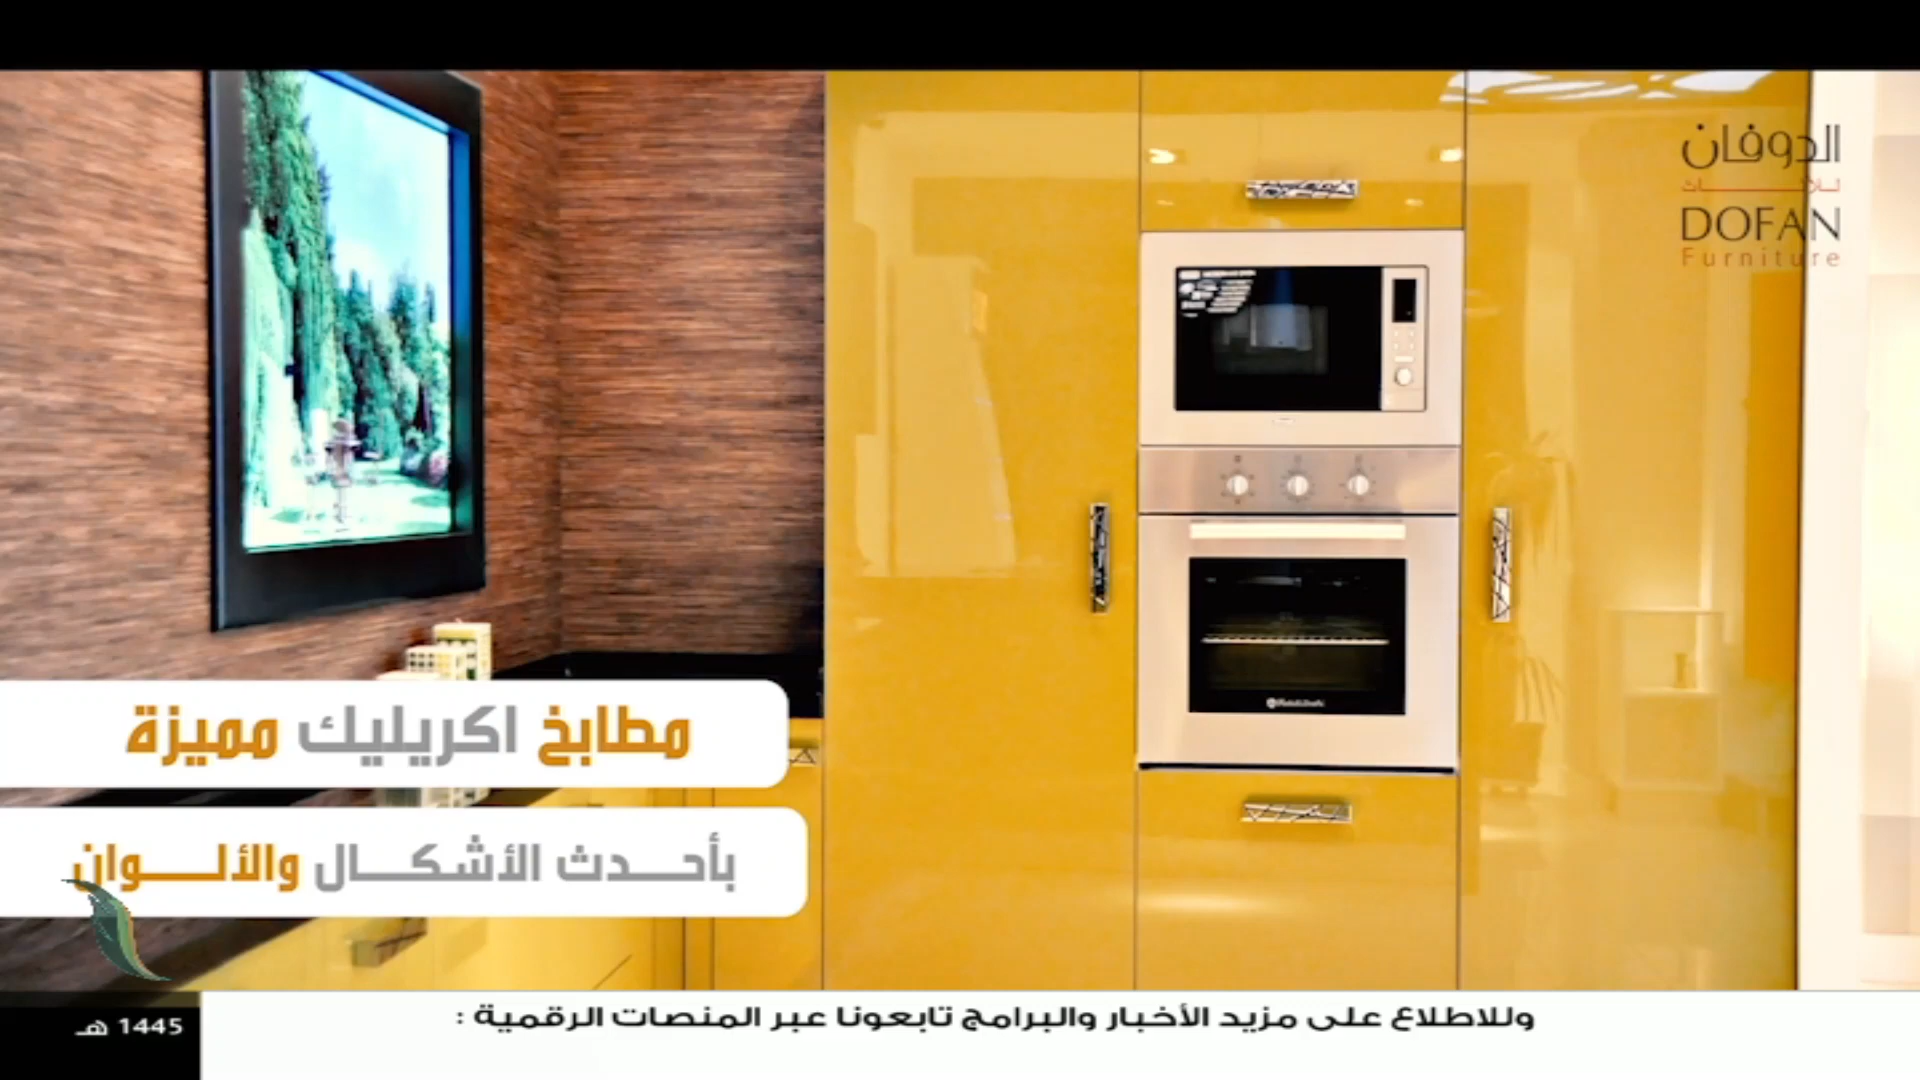 الدوفان
للأثاث
DOFAN
Furniture
مطابخ اكريليك مميزة
بأحـــدث الأشكـــال والألـــوان
وللاطلاع على مزيد الأخبار والبرامج تابعونا عبر المنصات الرقمية :
1445 هـ